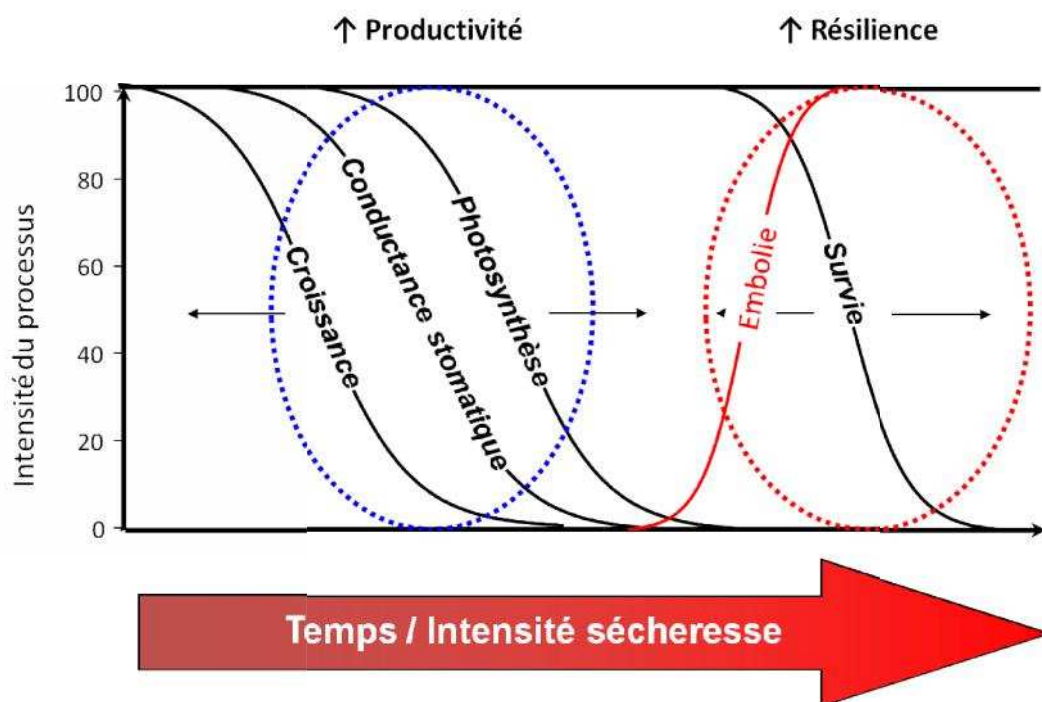 ↑ Productivité
↑ Résilience
Intensité du processus
100
80
60
40
20
0
Croissance
Conductance stomatique
Photosynthèse
Embolie
Survie
Temps / Intensité sécheresse